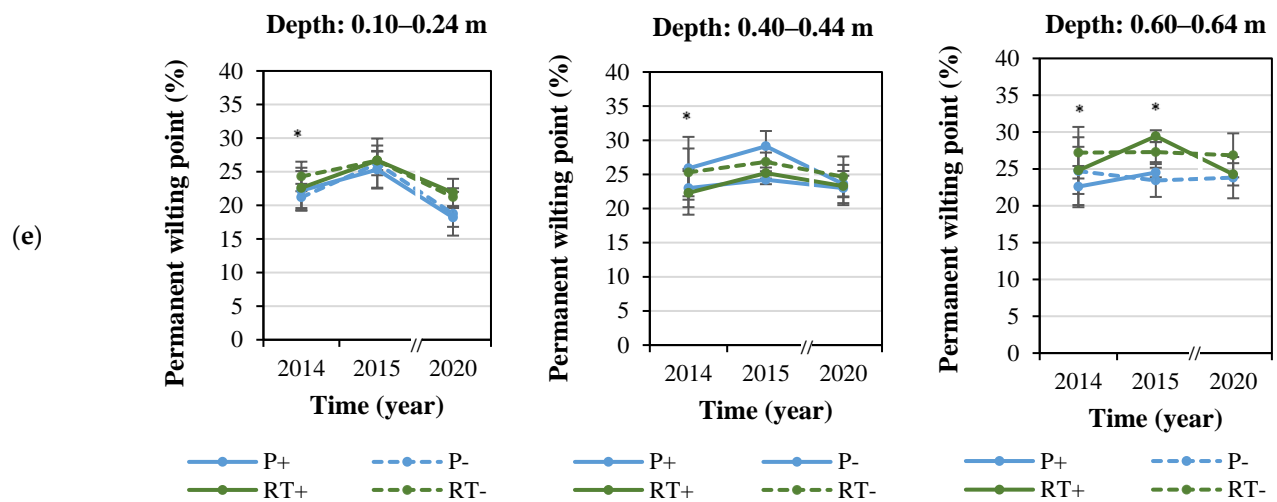 Depth: 0.10–0.24 m
Permanent wilting point (%)
40
35
30
25
20
15
10
5
0
*
2014 2015 // 2020
Time (year)
P+ P-
RT+ RT-
Depth: 0.40–0.44 m
Permanent wilting point (%)
40
35
30
25
20
15
10
5
0
*
2014 2015 // 2020
Time (year)
P+ P-
RT+ RT-
Depth: 0.60–0.64 m
Permanent wilting point (%)
40
35
30
25
20
15
10
5
0
* *
2014 2015 // 2020
Time (year)
P+ P-
RT+ RT-
(e)